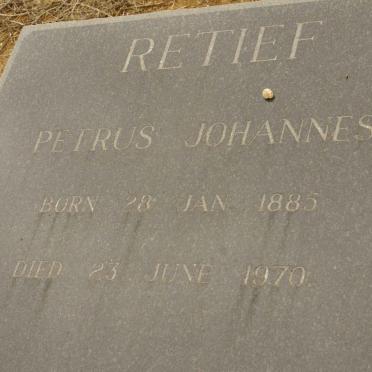 RETIEF
PETRUS JOHANNES
BORN 28 JAN 1885
DIED 23 JUNE 1970.